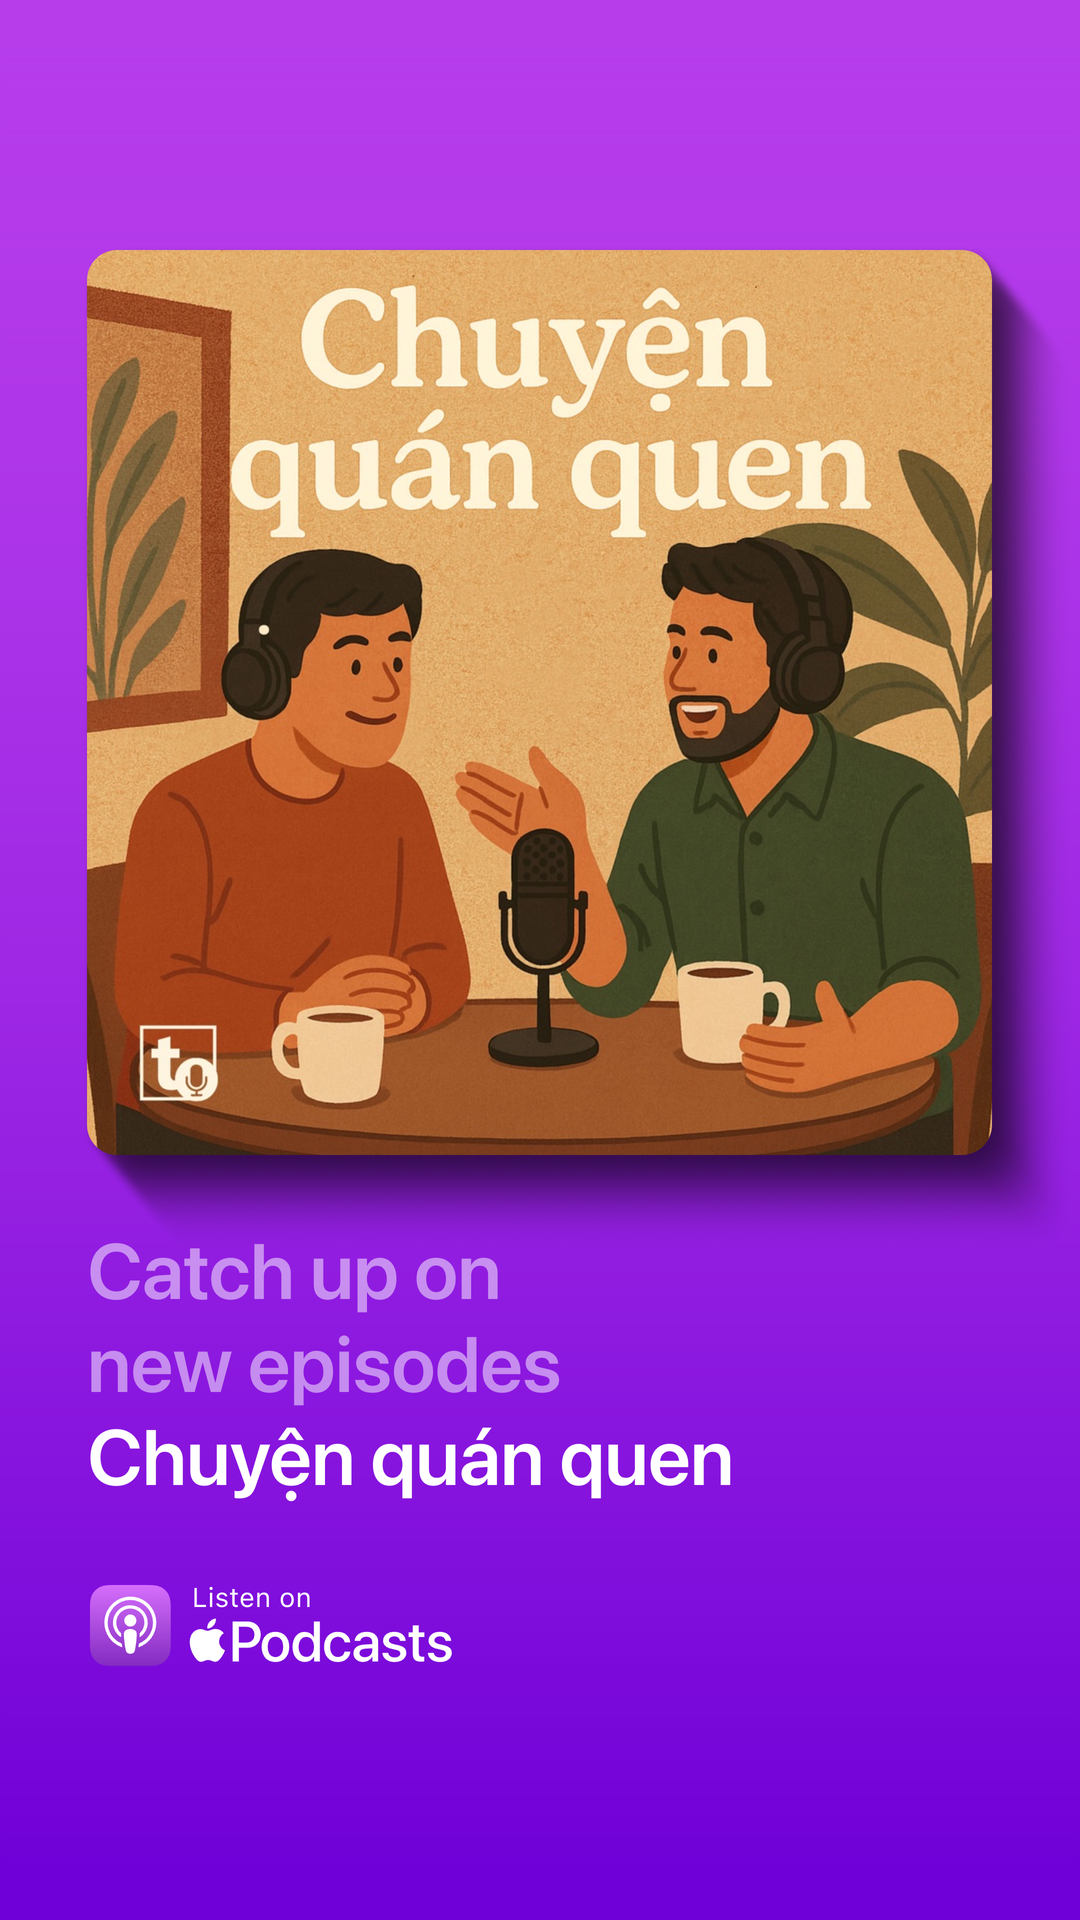 Chuyện
quán quen
to
Catch up on
new episodes
Chuyện quán quen
Listen on
Podcasts